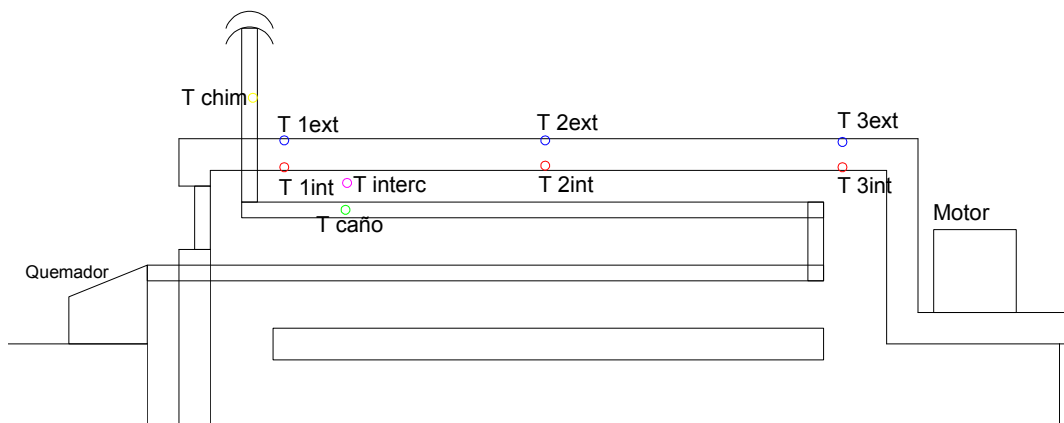 T chim
T 1ext
T 2ext
T 3ext
T 1int
T interc
T 2int
T 3int
T caño
Motor
Quemador